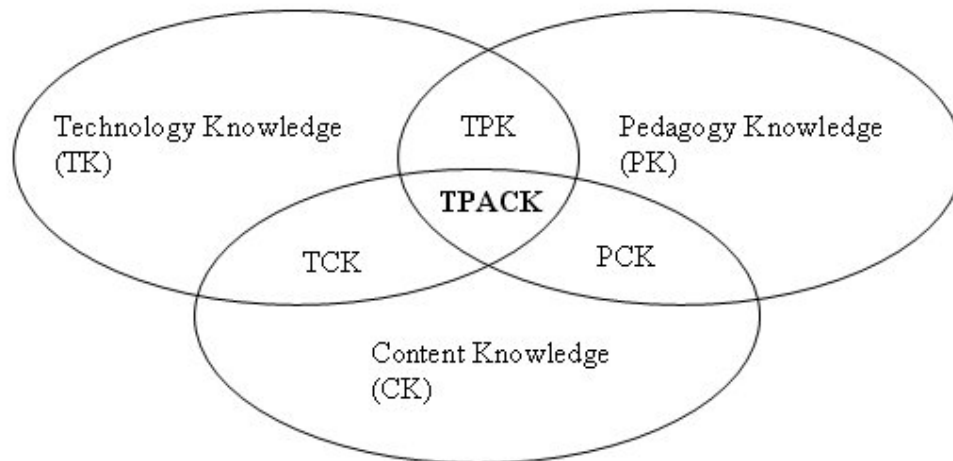 Technology Knowledge
(TK)
TPK
Pedagogy Knowledge
(PK)
TPACK
TCK
PCK
Content Knowledge
(CK)